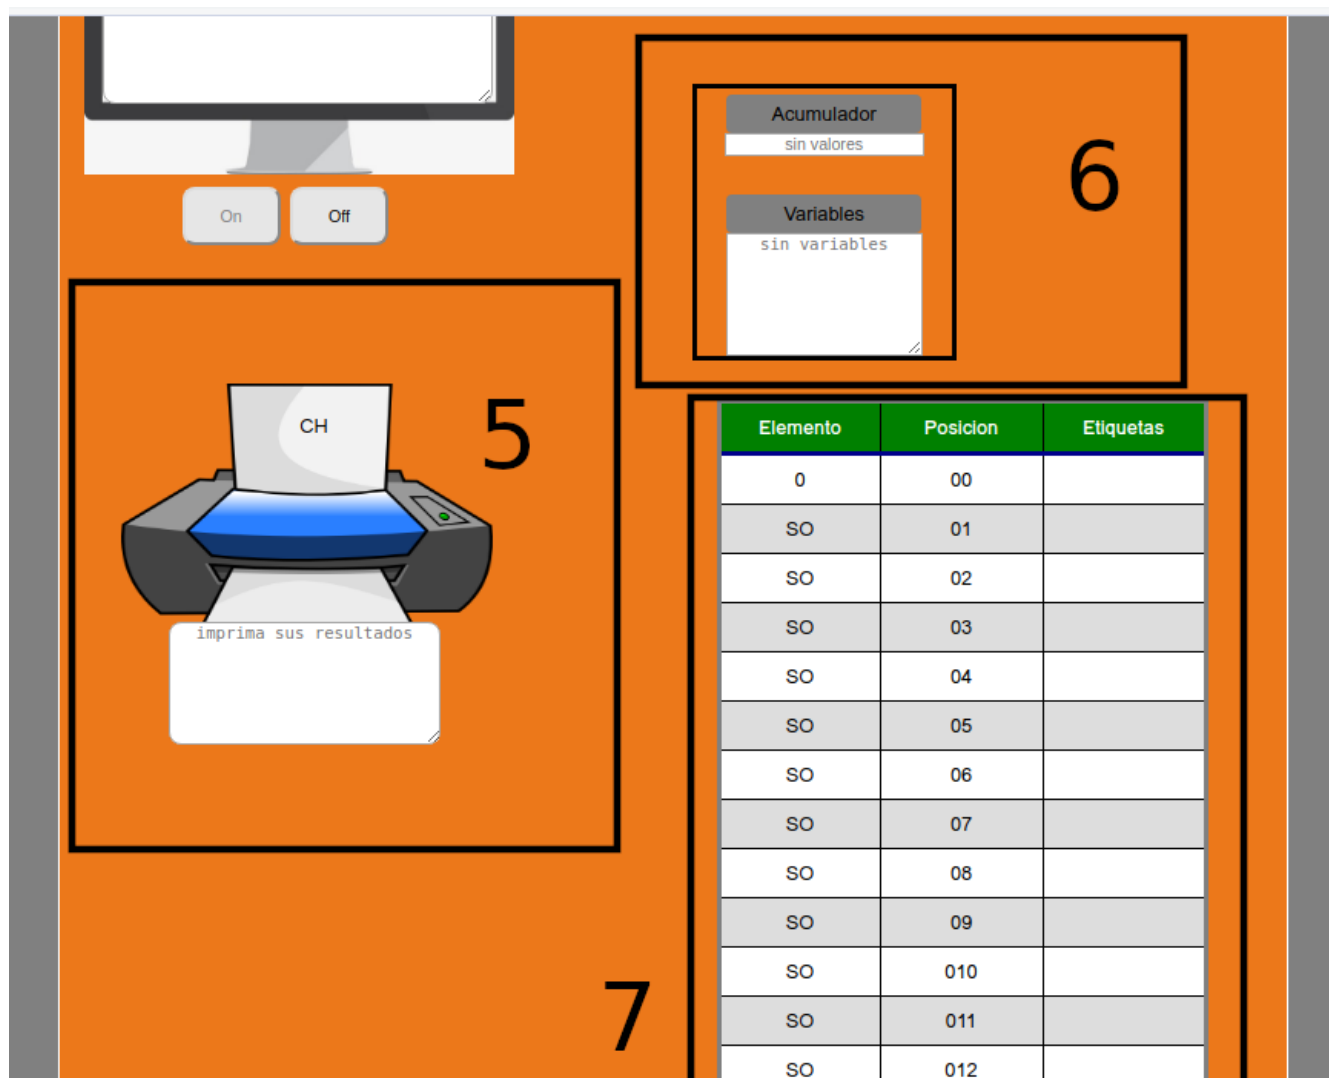 On Off
CH
5
imprima sus resultados
Acumulador
sin valores
Variables
sin variables
6
7
Elemento Posicion Etiquetas
0 00
SO 01
SO 02
SO 03
SO 04
SO 05
SO 06
SO 07
SO 08
SO 09
SO 010
SO 011
SO 012